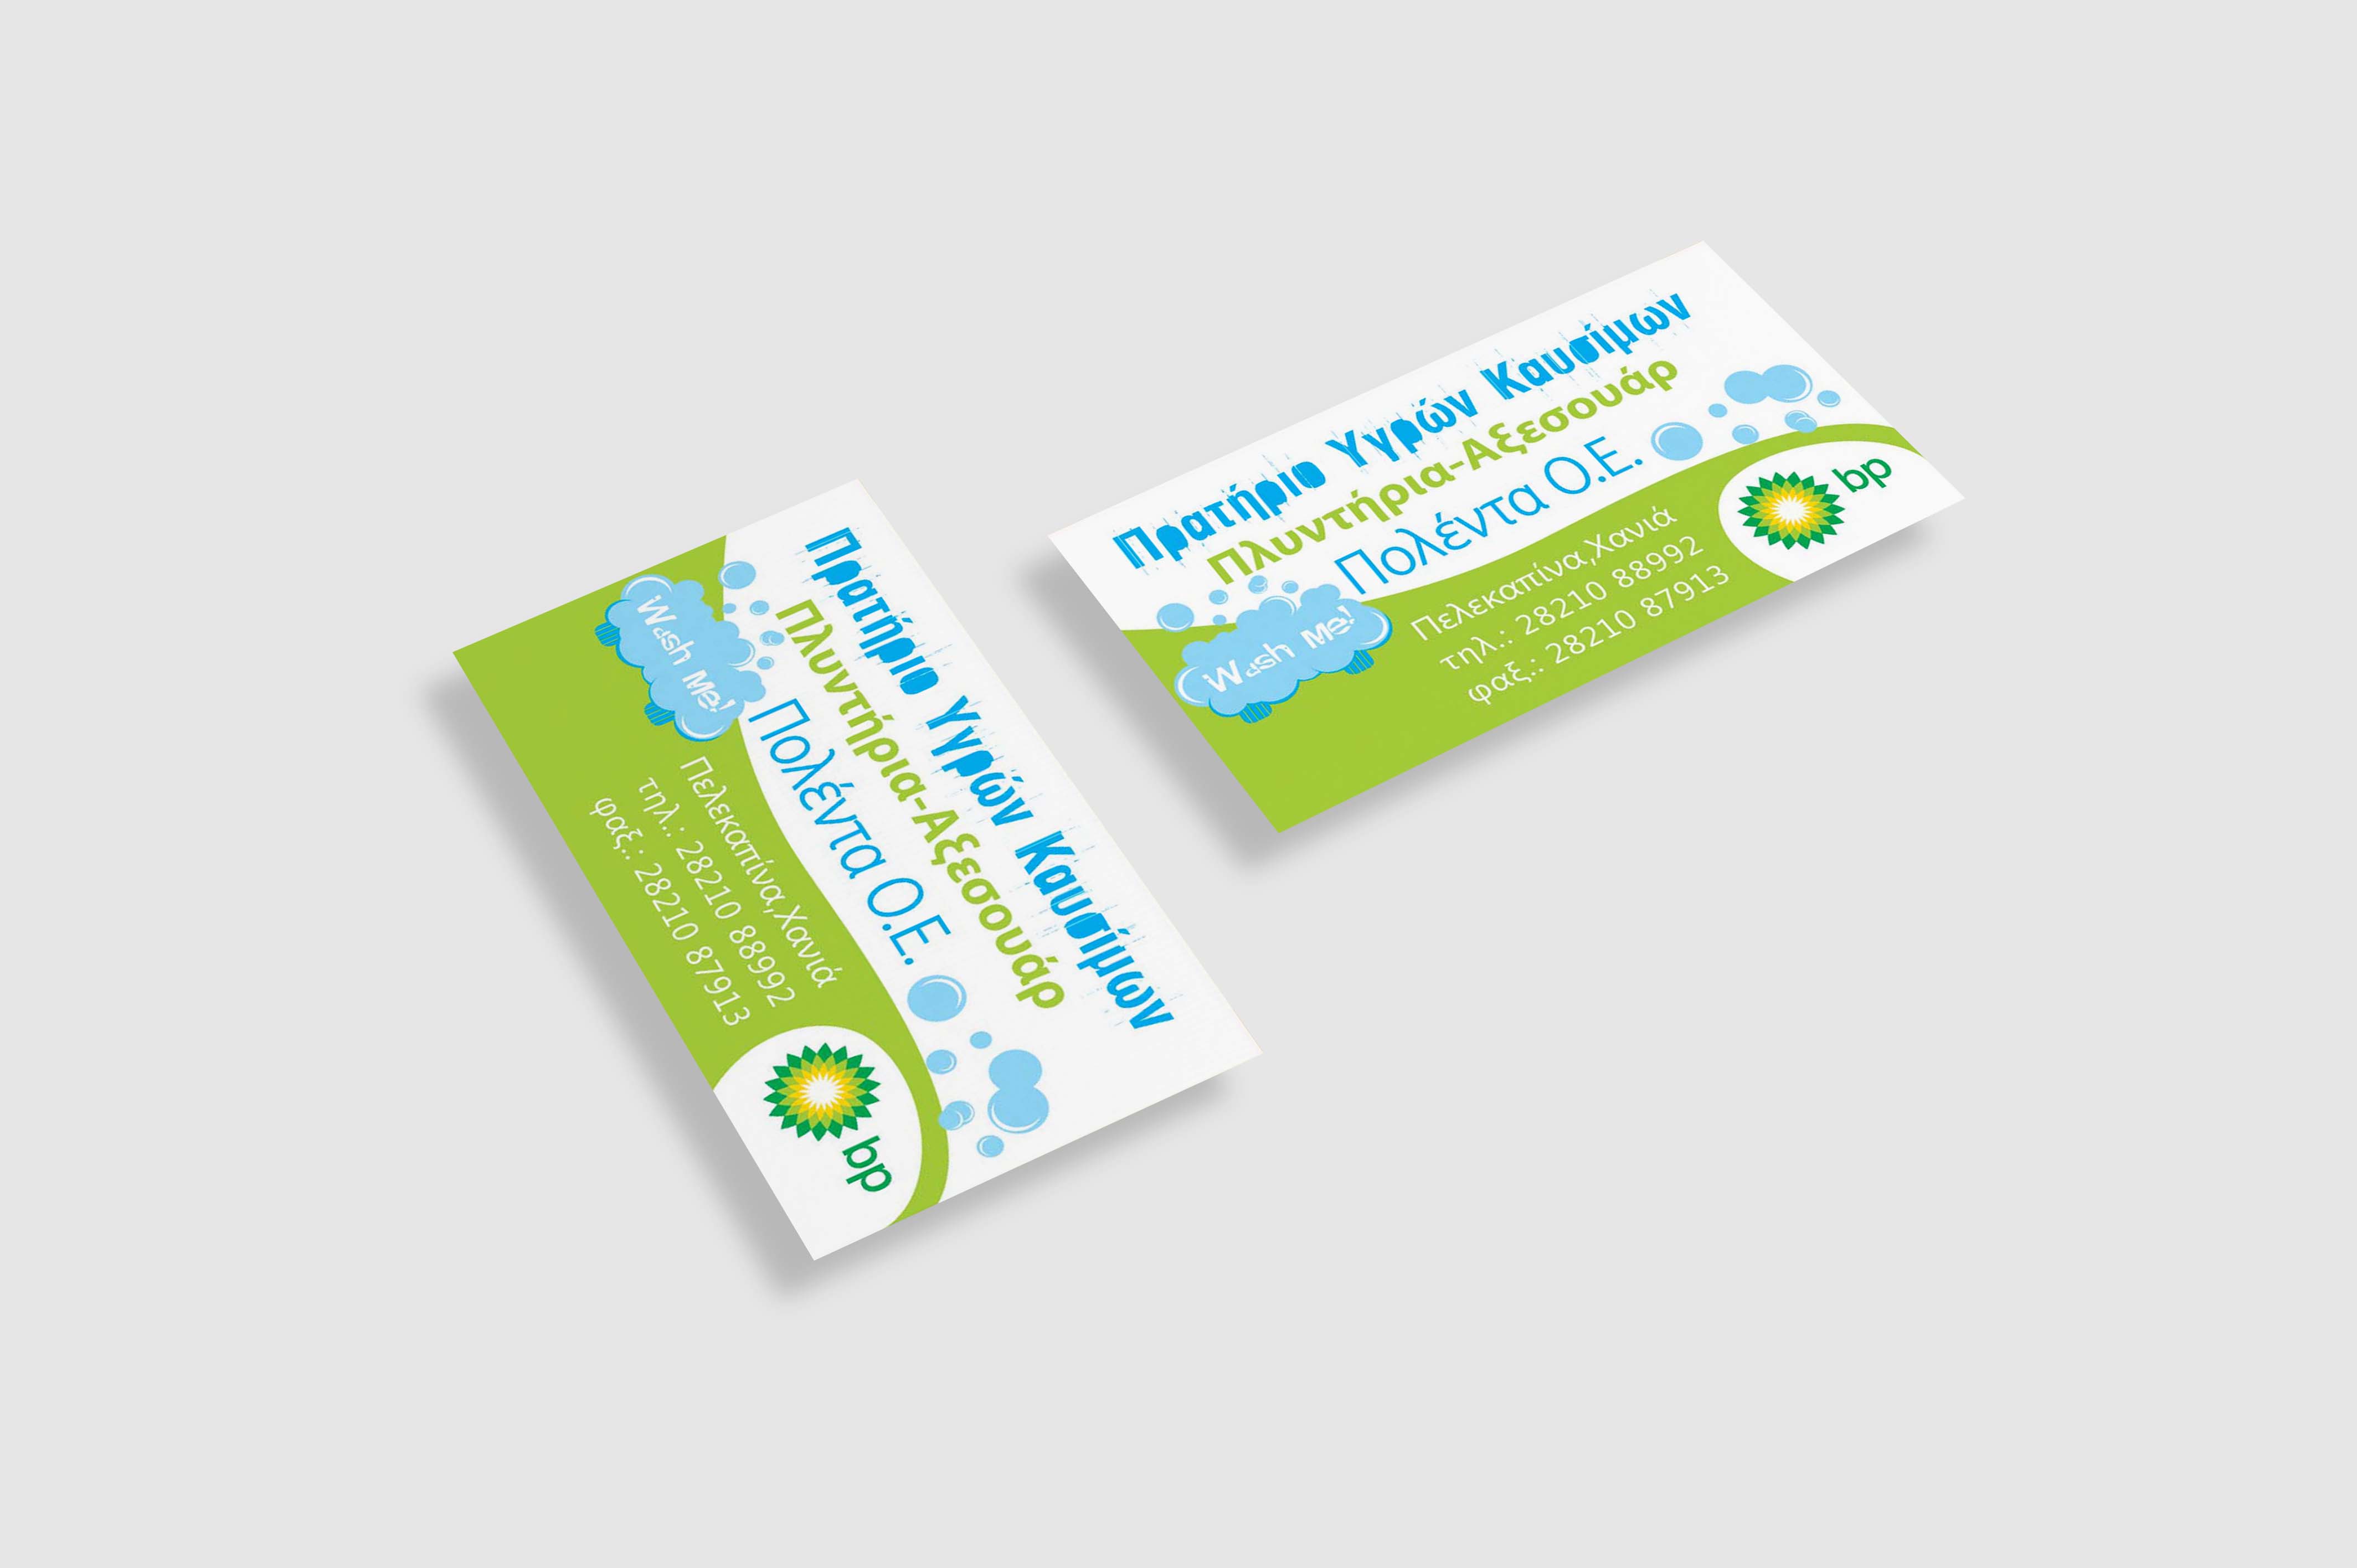 Πρατήριο Υγρών Καυσίμων
Πλυντήρια-Αξεσουάρ
Πολέντα Ο.Ε.
Wash Me!
Πελεκαπίνα,Χανιά
τηλ.: 28210 88992
φαξ.: 28210 87913
bp
Πρατήριο Υγρών Καυσίμων
Πλυντήρια-Αξεσουάρ
Πολέντα Ο.Ε.
Wash Me!
Πελεκαπίνα,Χανιά
τηλ.: 28210 88992
φαξ.: 28210 87913
bp